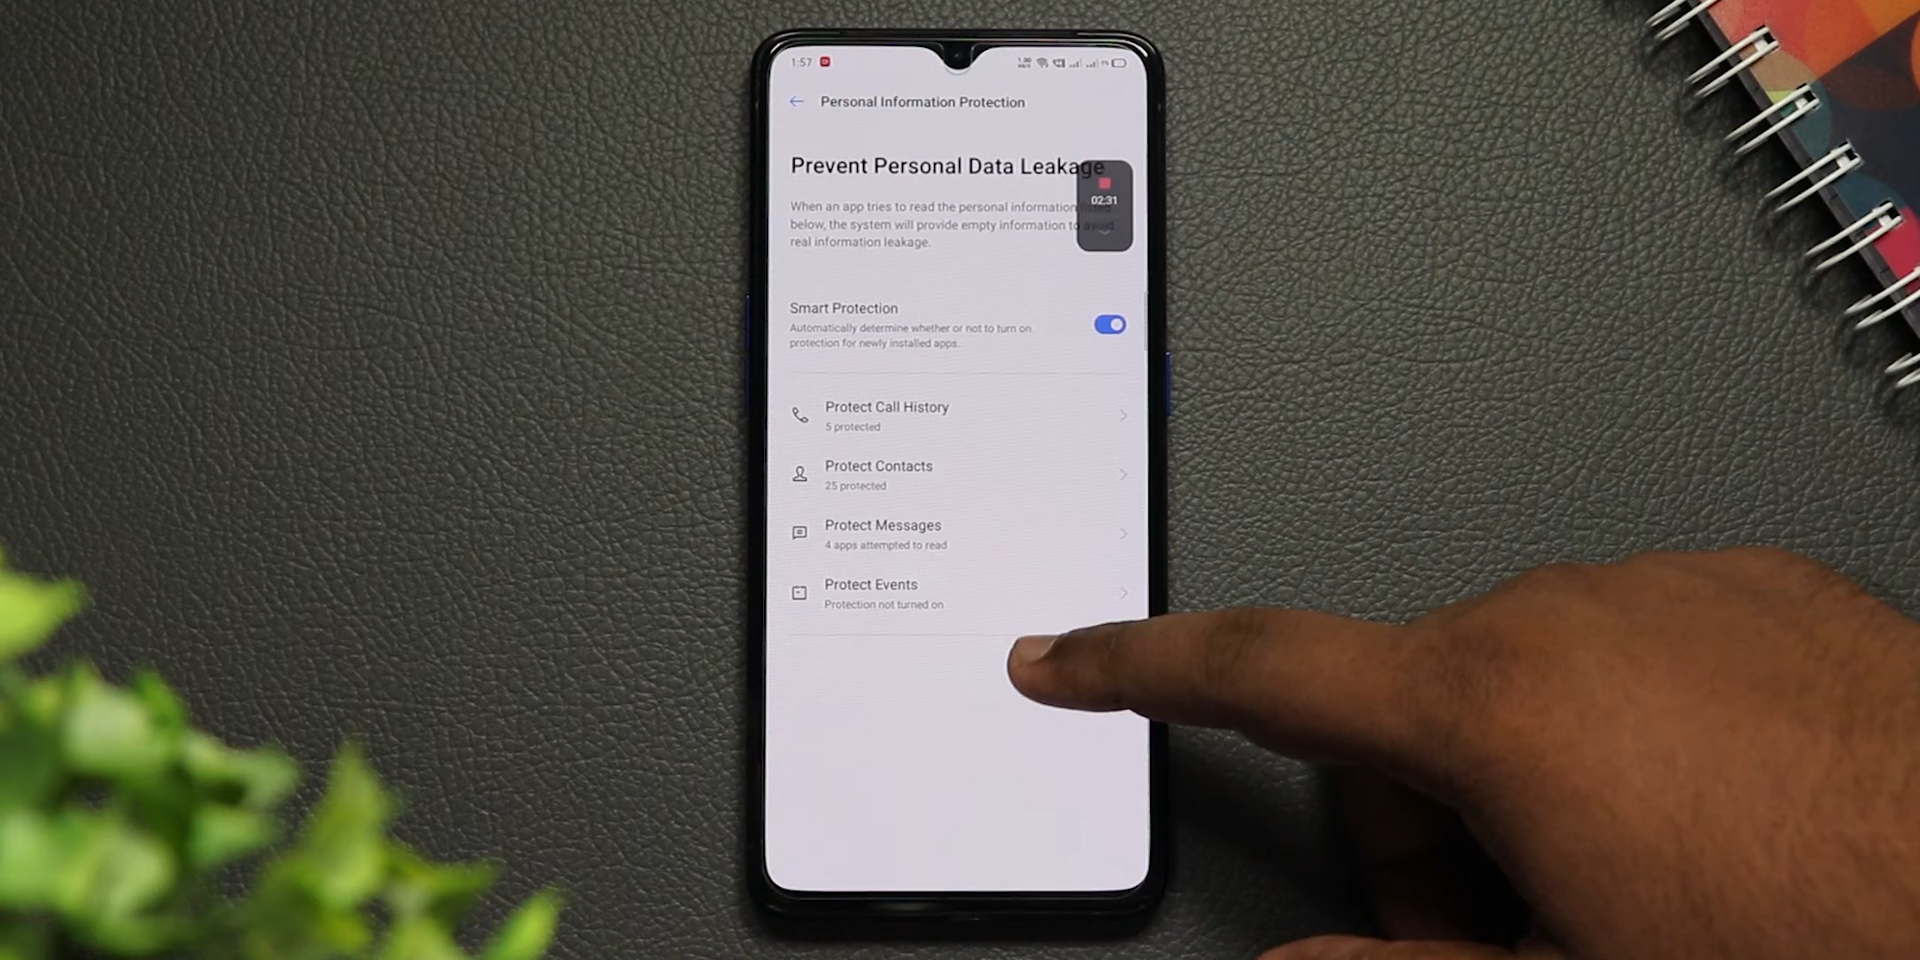 1:57
Personal Information Protection
Prevent Personal Data Leakage
02:31
When an app tries to read the personal information
below, the system will provide empty information to avoid
real information leakage.
Smart Protection
Automatically determine whether or not to turn on
protection for newly installed apps.
Protect Call History
5 protected
Protect Contacts
25 protected
Protect Messages
4 apps attempted to read
Protect Events
Protection not turned on